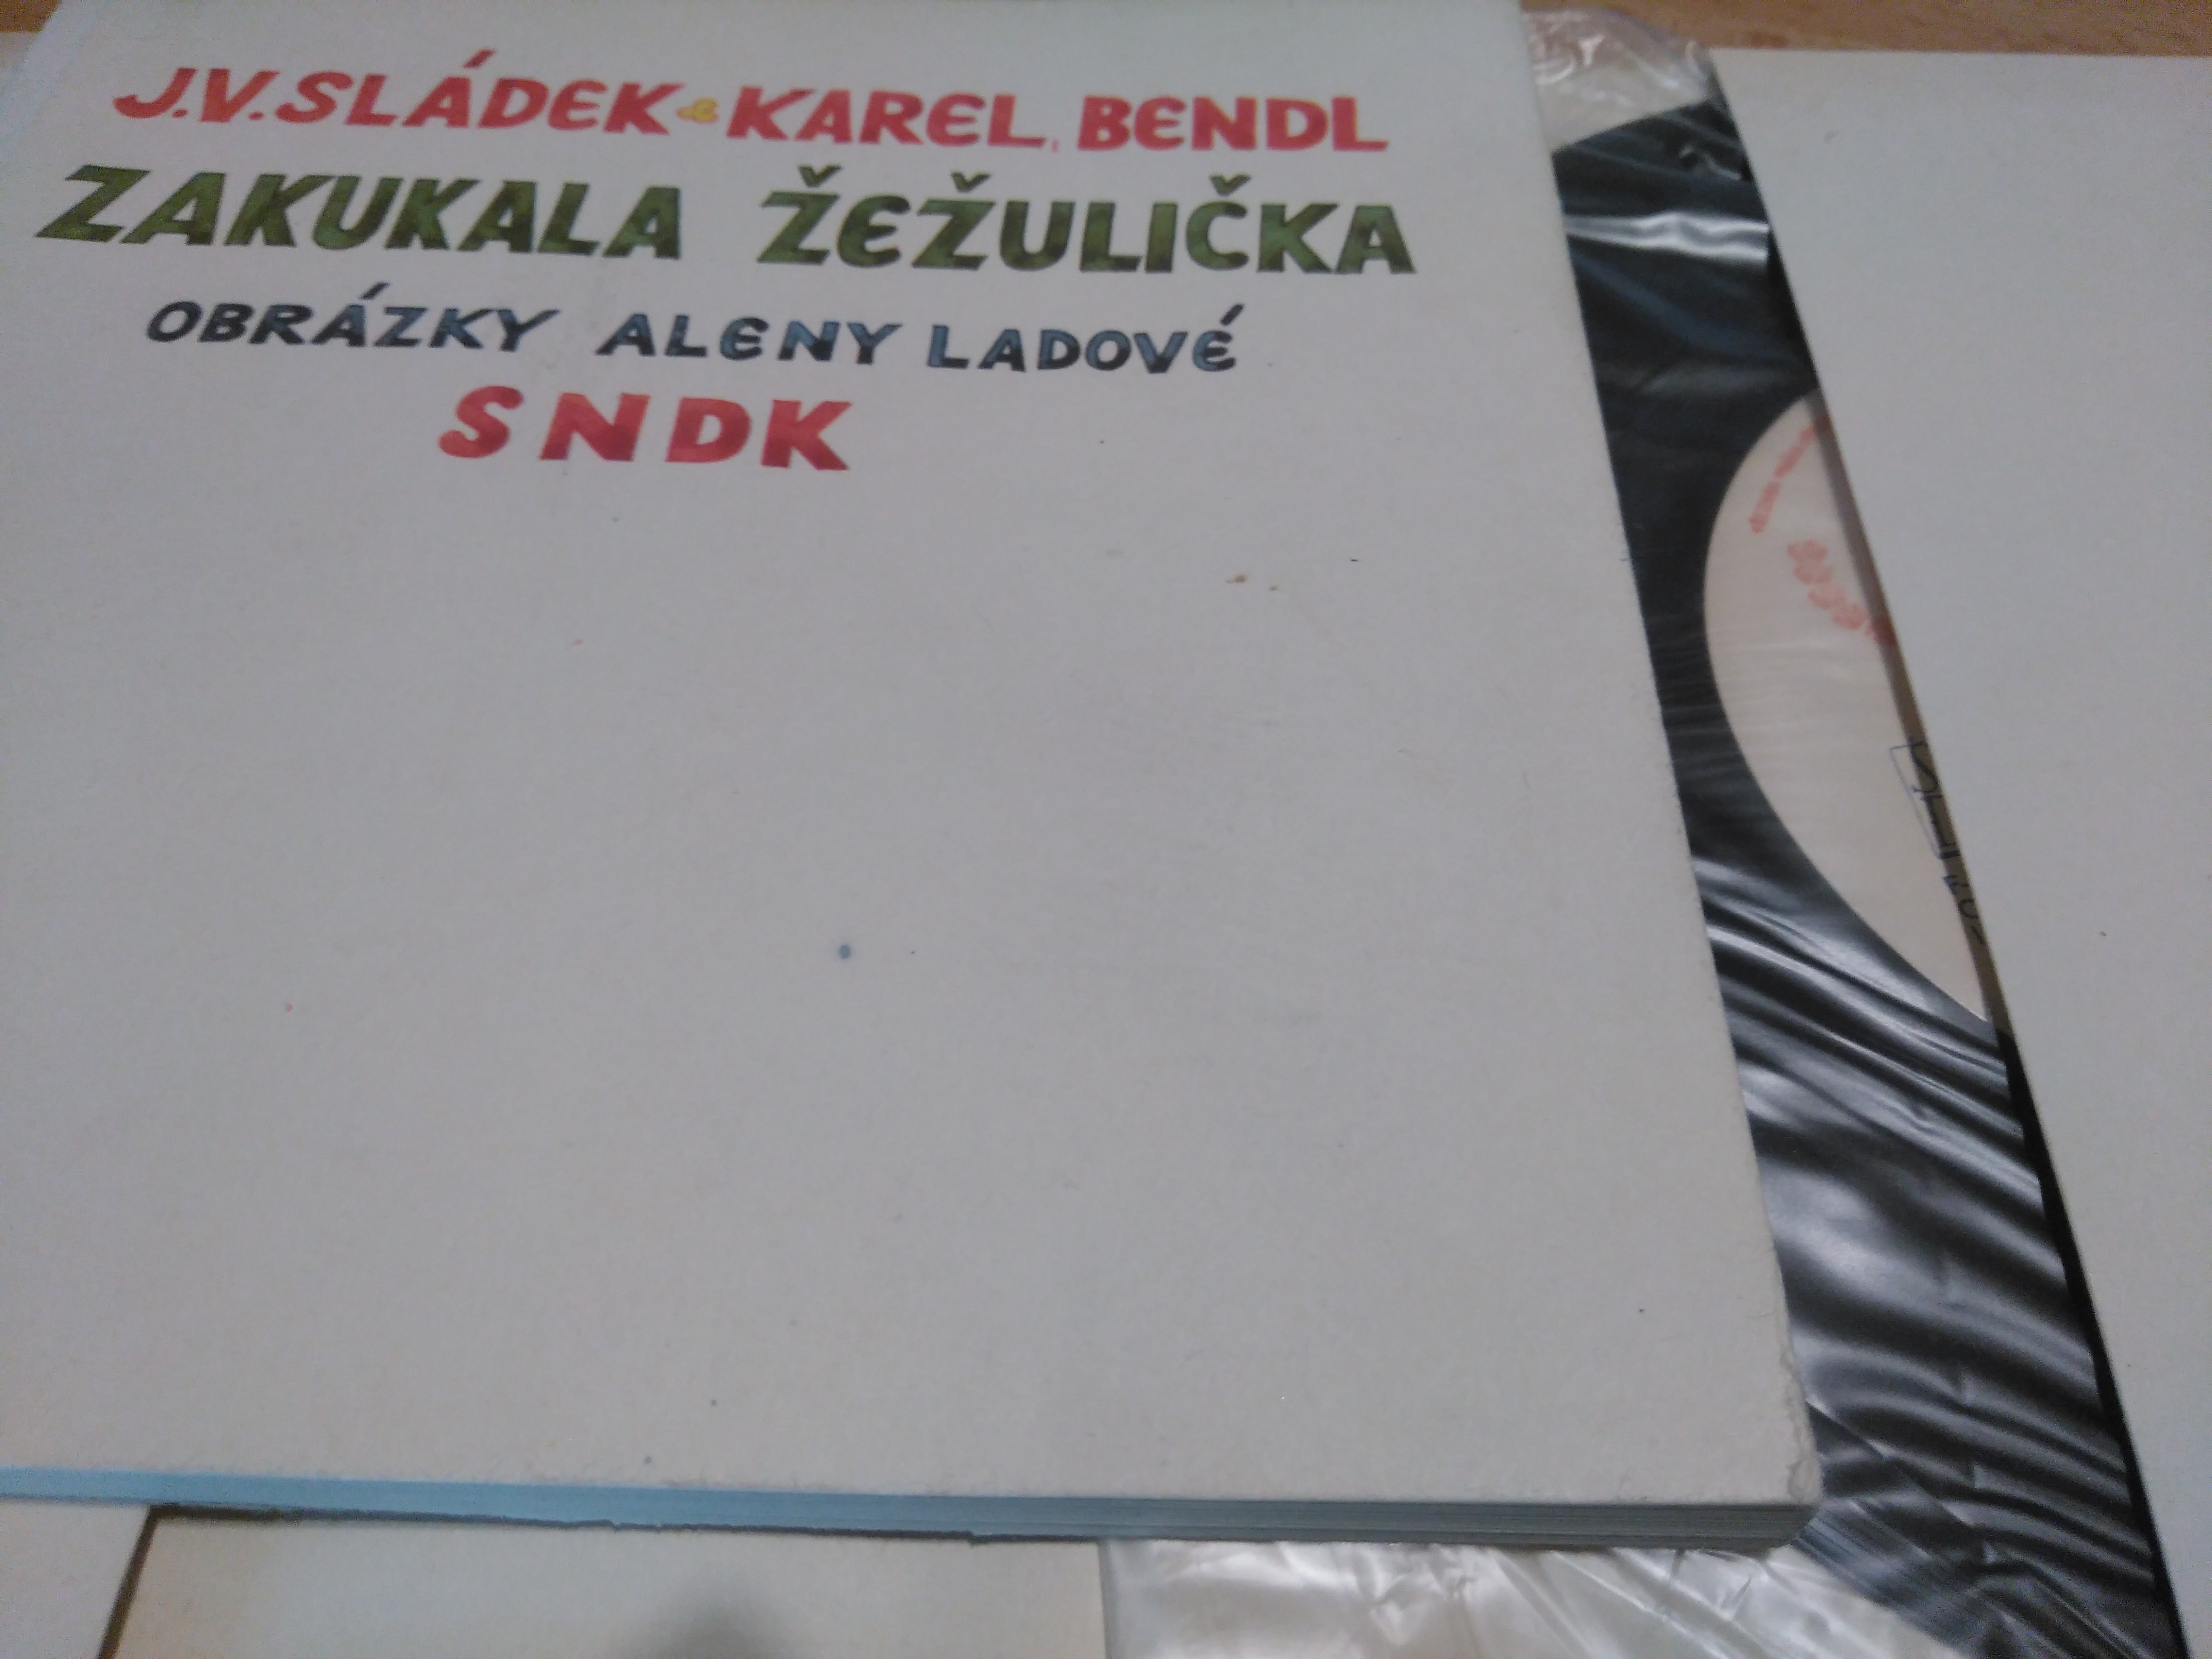 J.V. SLÁDEK & KAREL BENDL
ZAKUKALA ŽEŽULIČKA
OBRÁZKY ALENY LADOVÉ
SNDK